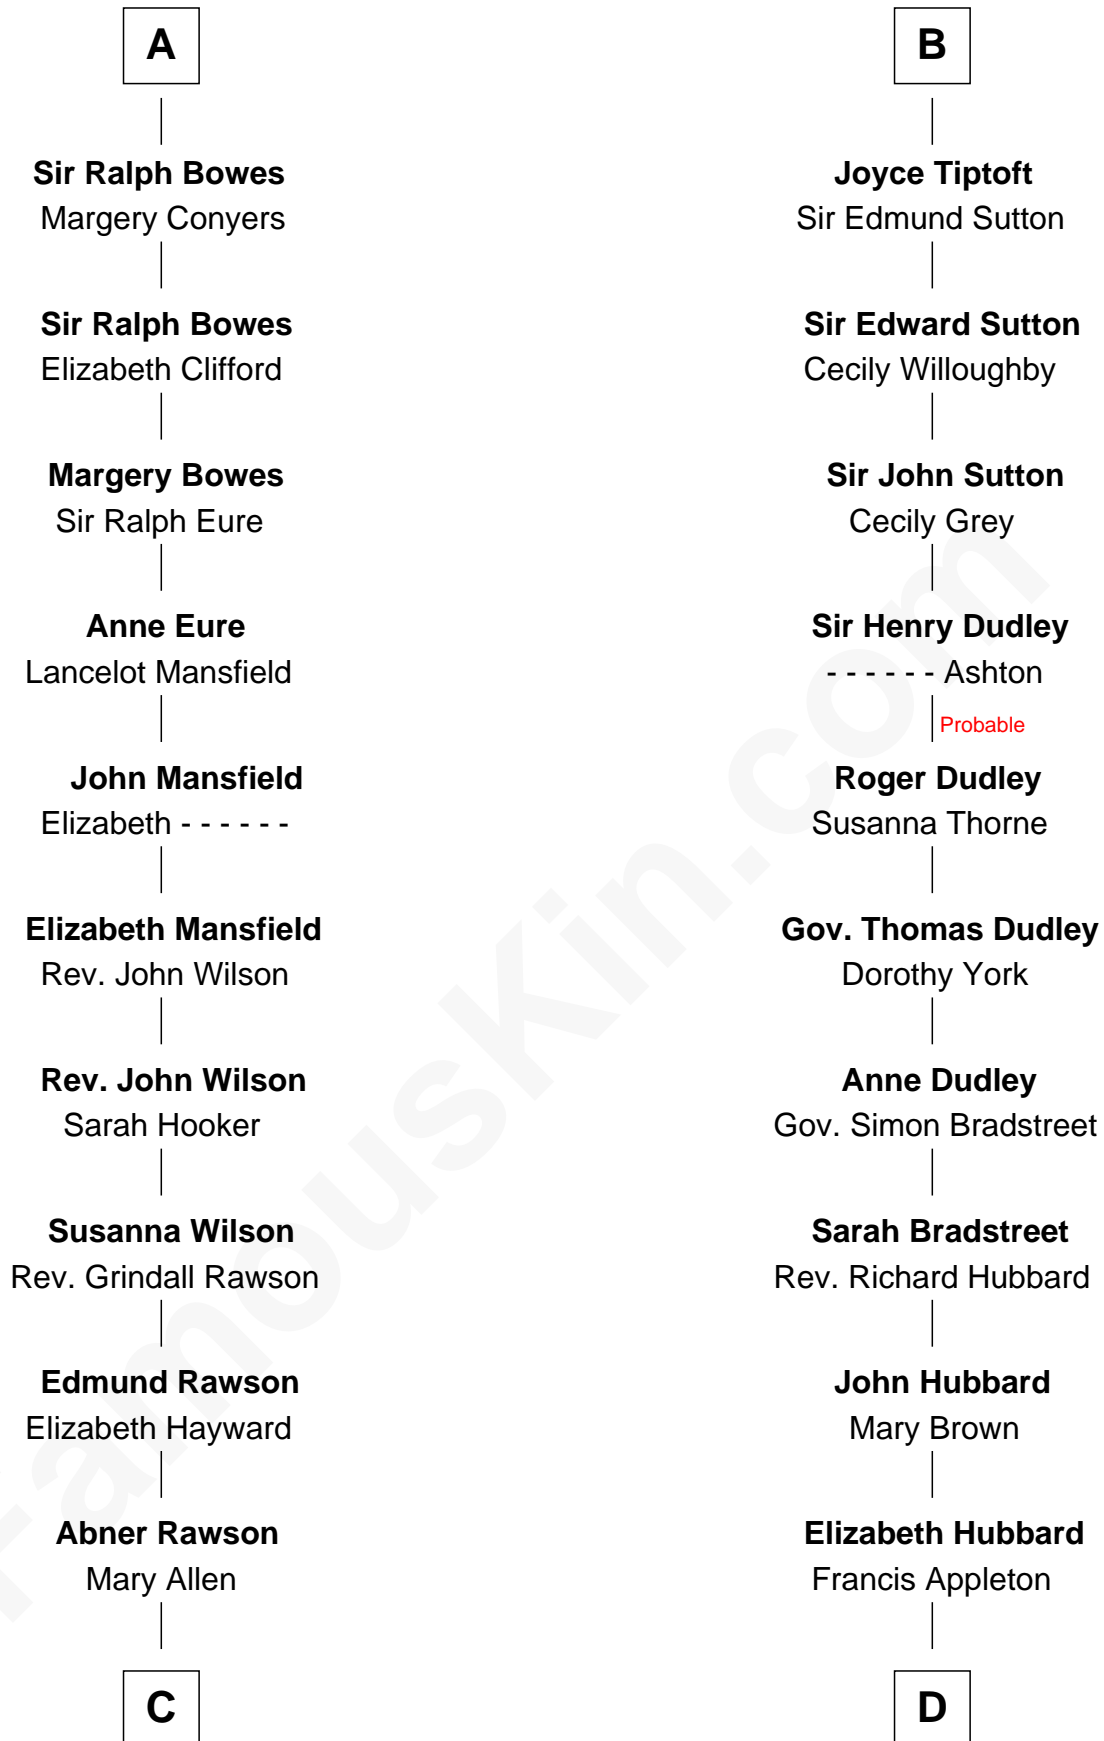 A
Sir Ralph Bowes
Margery Conyers
Sir Ralph Bowes
Elizabeth Clifford
Margery Bowes
Sir Ralph Eure
Anne Eure
Lancelot Mansfield
John Mansfield
Elizabeth - - - - - -
Elizabeth Mansfield
Rev. John Wilson
Rev. John Wilson
Sarah Hooker
Susanna Wilson
Rev. Grindall Rawson
Edmund Rawson
Elizabeth Hayward
Abner Rawson
Mary Allen
C
B
Joyce Tiptoft
Sir Edmund Sutton
Sir Edward Sutton
Cecily Willoughby
Sir John Sutton
Cecily Grey
Sir Henry Dudley
- - - - - - Ashton
Probable
Roger Dudley
Susanna Thorne
Gov. Thomas Dudley
Dorothy York
Anne Dudley
Gov. Simon Bradstreet
Sarah Bradstreet
Rev. Richard Hubbard
John Hubbard
Mary Brown
Elizabeth Hubbard
Francis Appleton
D
FamousKin.com